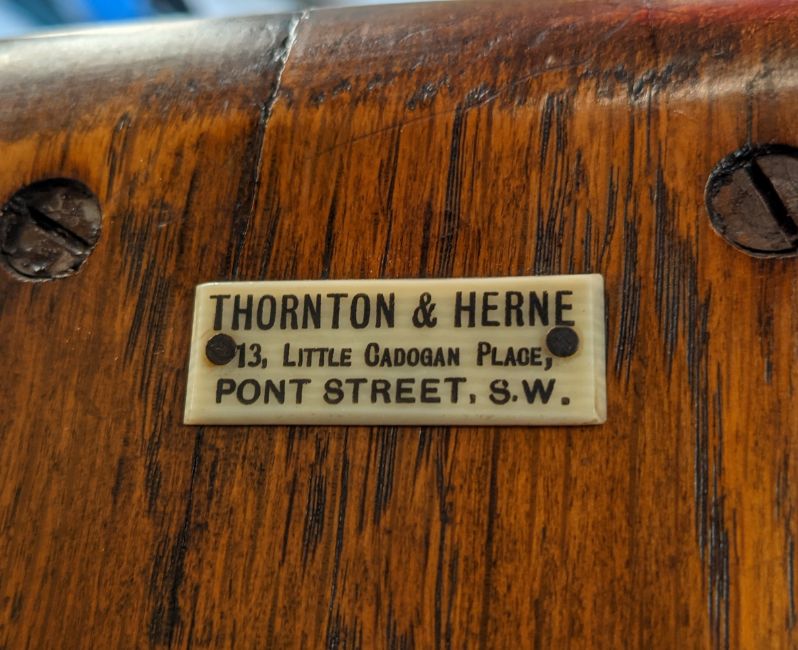 THORNTON & HERNE
13, LITTLE CADOGAN PLACE,
PONT STREET, S.W.